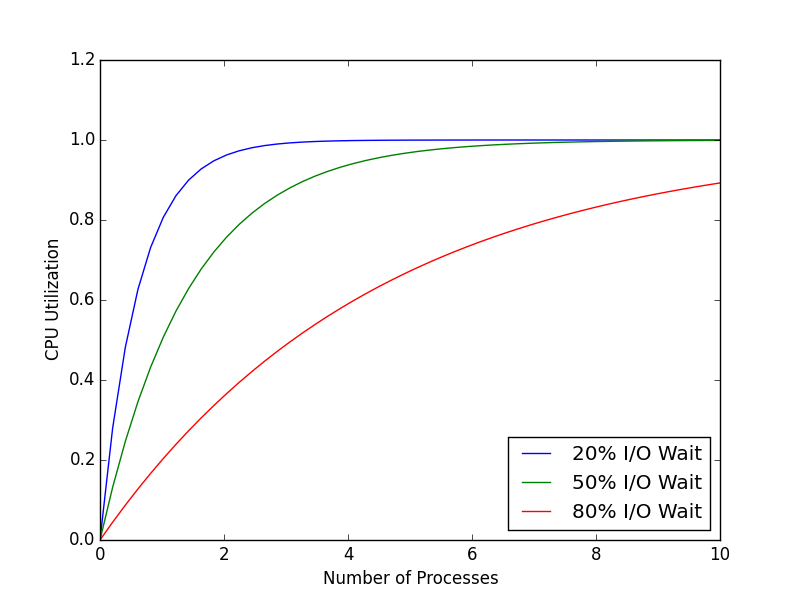 1.2
1.0
0.8
0.6
0.4
0.2
0.0
CPU Utilization
20% I/O Wait
50% I/O Wait
80% I/O Wait
0 2 4 6 8 10
Number of Processes